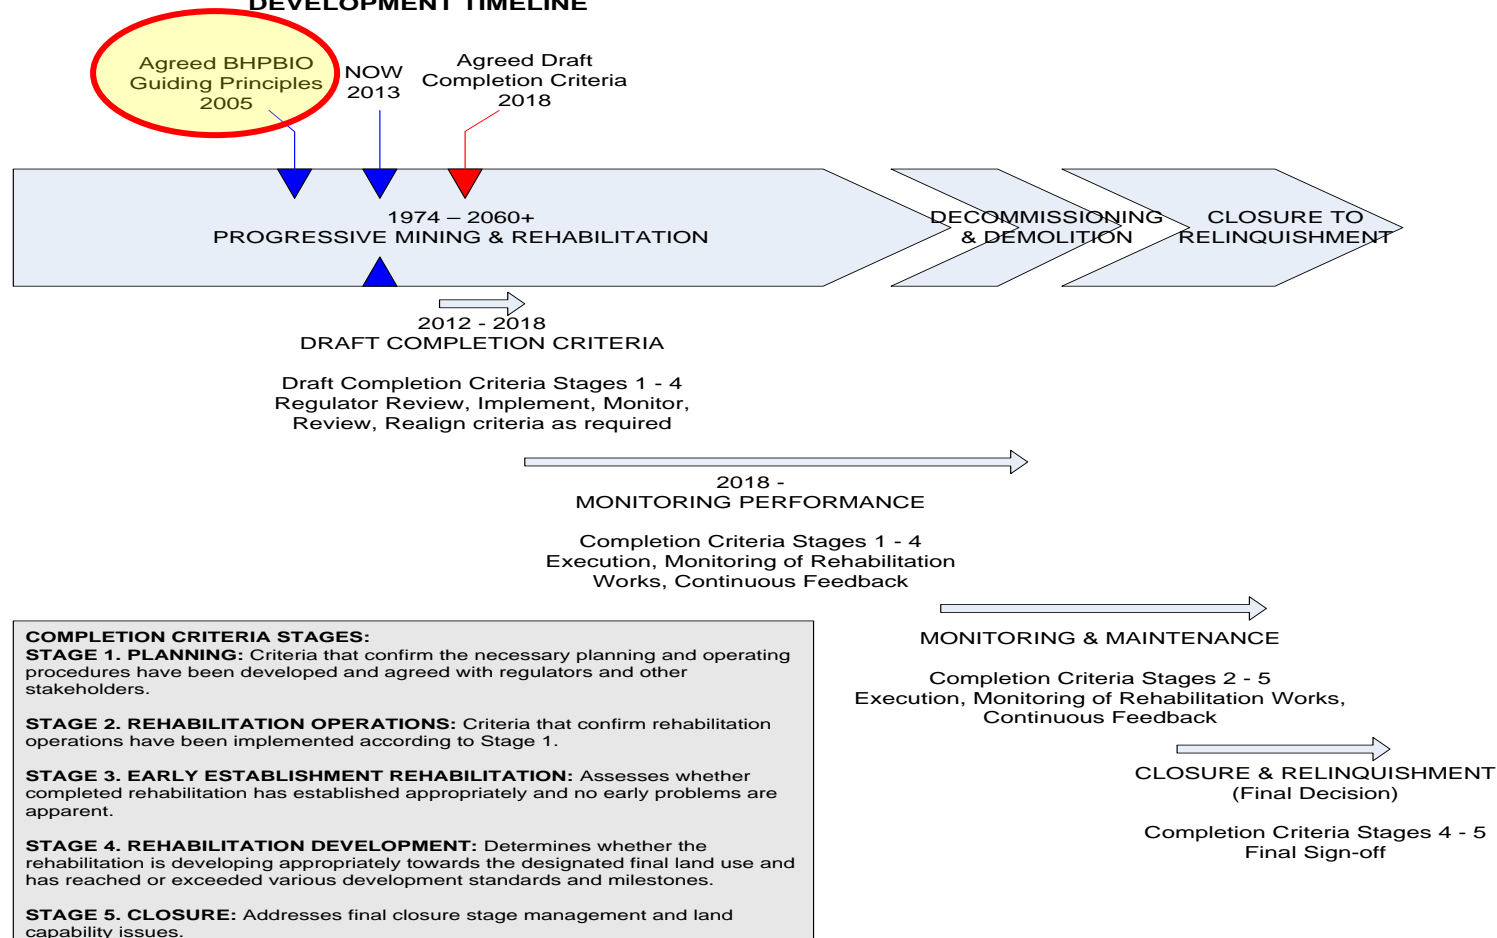 DEVELOPMENT TIMELINE
Agreed BHPBIO
Guiding Principles
2005
NOW
2013
Agreed Draft
Completion Criteria
2018
1974 – 2060+
PROGRESSIVE MINING & REHABILITATION
DECOMMISSIONING
& DEMOLITION
CLOSURE TO
RELINQUISHMENT
2012 - 2018
DRAFT COMPLETION CRITERIA
Draft Completion Criteria Stages 1 - 4
Regulator Review, Implement, Monitor,
Review, Realign criteria as required
2018 -
MONITORING PERFORMANCE
Completion Criteria Stages 1 - 4
Execution, Monitoring of Rehabilitation
Works, Continuous Feedback
MONITORING & MAINTENANCE
Completion Criteria Stages 2 - 5
Execution, Monitoring of Rehabilitation Works,
Continuous Feedback
CLOSURE & RELINQUISHMENT
(Final Decision)
Completion Criteria Stages 4 - 5
Final Sign-off
COMPLETION CRITERIA STAGES:
STAGE 1. PLANNING: Criteria that confirm the necessary planning and operating
procedures have been developed and agreed with regulators and other
stakeholders.
STAGE 2. REHABILITATION OPERATIONS: Criteria that confirm rehabilitation
operations have been implemented according to Stage 1.
STAGE 3. EARLY ESTABLISHMENT REHABILITATION: Assesses whether
completed rehabilitation has established appropriately and no early problems are
apparent.
STAGE 4. REHABILITATION DEVELOPMENT: Determines whether the
rehabilitation is developing appropriately towards the designated final land use and
has reached or exceeded various development standards and milestones.
STAGE 5. CLOSURE: Addresses final closure stage management and land
capability issues.